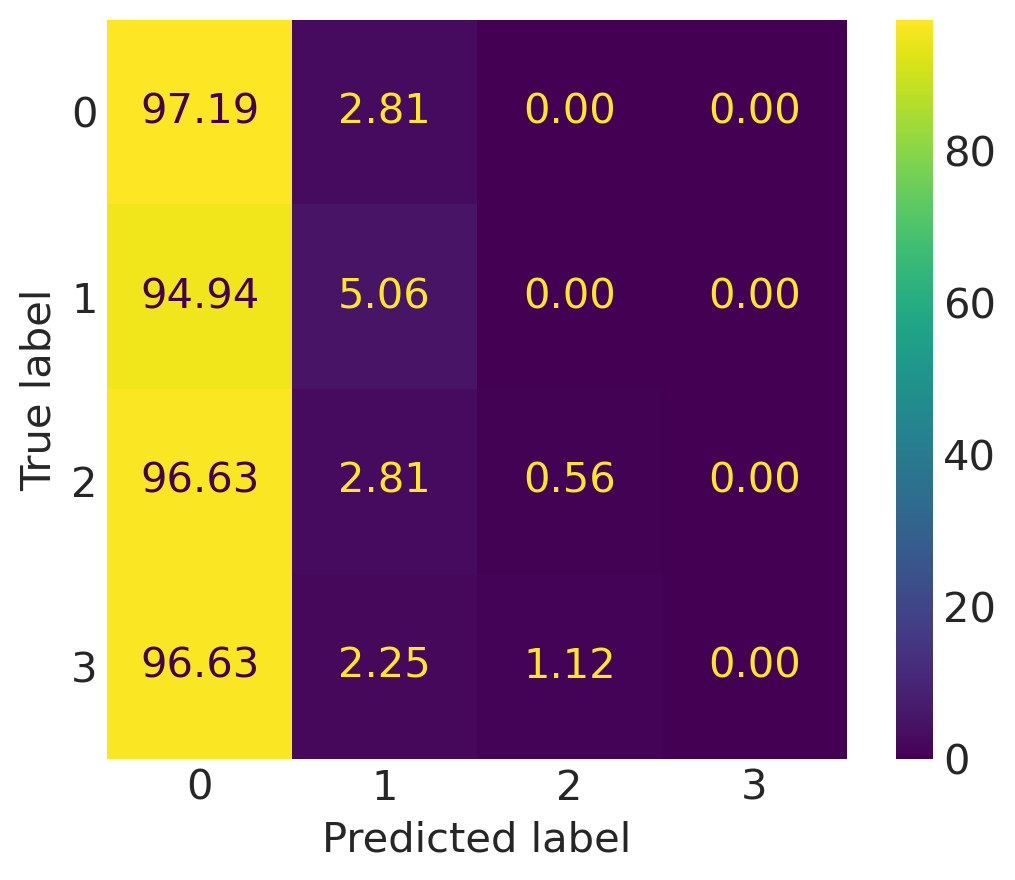 0 97.19 2.81 0.00 0.00
1 94.94 5.06 0.00 0.00
2 96.63 2.81 0.56 0.00
3 96.63 2.25 1.12 0.00
0 1 2 3
Predicted label
True label
80
60
40
20
0